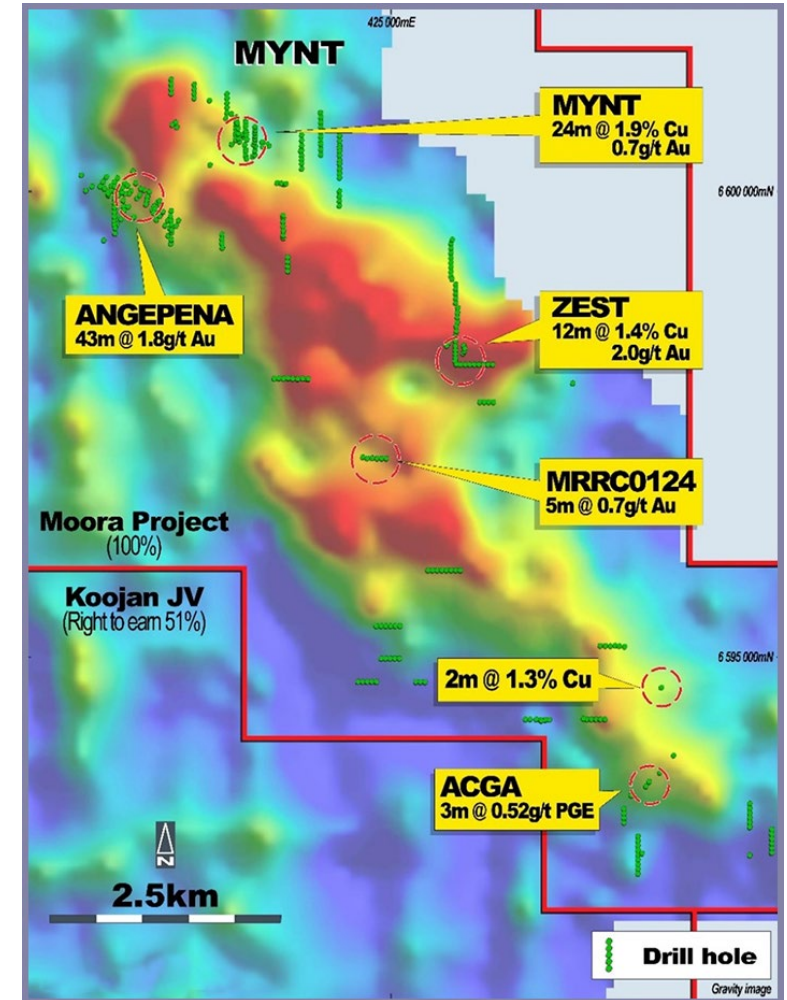 425 000mE
MYNT
MYNT
24m @ 1.9% Cu
0.7g/t Au
6 600 000mN
ANGEPENA
43m @ 1.8g/t Au
ZEST
12m @ 1.4% Cu
2.0g/t Au
MRRC0124
5m @ 0.7g/t Au
Moora Project
(100%)
Koojan JV
(Right to earn 51%)
6 595 000mN
2m @ 1.3% Cu
ACGA
3m @ 0.52g/t PGE
N
2.5km
Drill hole
Gravity image